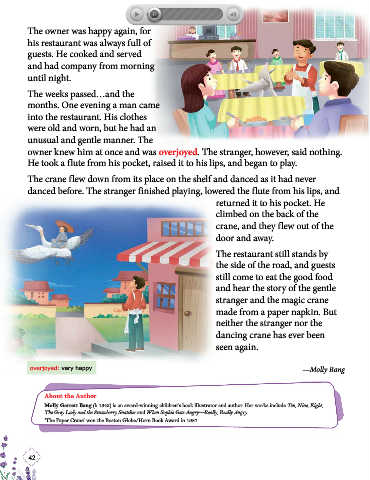 The owner was happy again, for
his restaurant was always full of
guests. He cooked and served
and had company from morning
until night.
The weeks passed…and the
months. One evening a man came
into the restaurant. His clothes
were old and worn, but he had an
unusual and gentle manner. The
owner knew him at once and was overjoyed. The stranger, however, said nothing.
He took a flute from his pocket, raised it to his lips, and began to play.
The crane flew down from its place on the shelf and danced as it had never
danced before. The stranger finished playing, lowered the flute from his lips, and
returned it to his pocket. He
climbed on the back of the
crane, and they flew out of the
door and away.
The restaurant still stands by
the side of the road, and guests
still come to eat the good food
and hear the story of the gentle
stranger and the magic crane
made from a paper napkin. But
neither the stranger nor the
dancing crane has ever been
seen again.
overjoyed: very happy
—Molly Bang
About the Author
Molly Garrett Bang (b. 1943) is an award-winning children's book illustrator and author. Her works include Ten, Nine, Eight,
The Grey Lady and the Strawberry Snatcher and When Sophie Gets Angry—Really, Really Angry.
'The Paper Crane' won the Boston Globe/Horn Book Award in
42